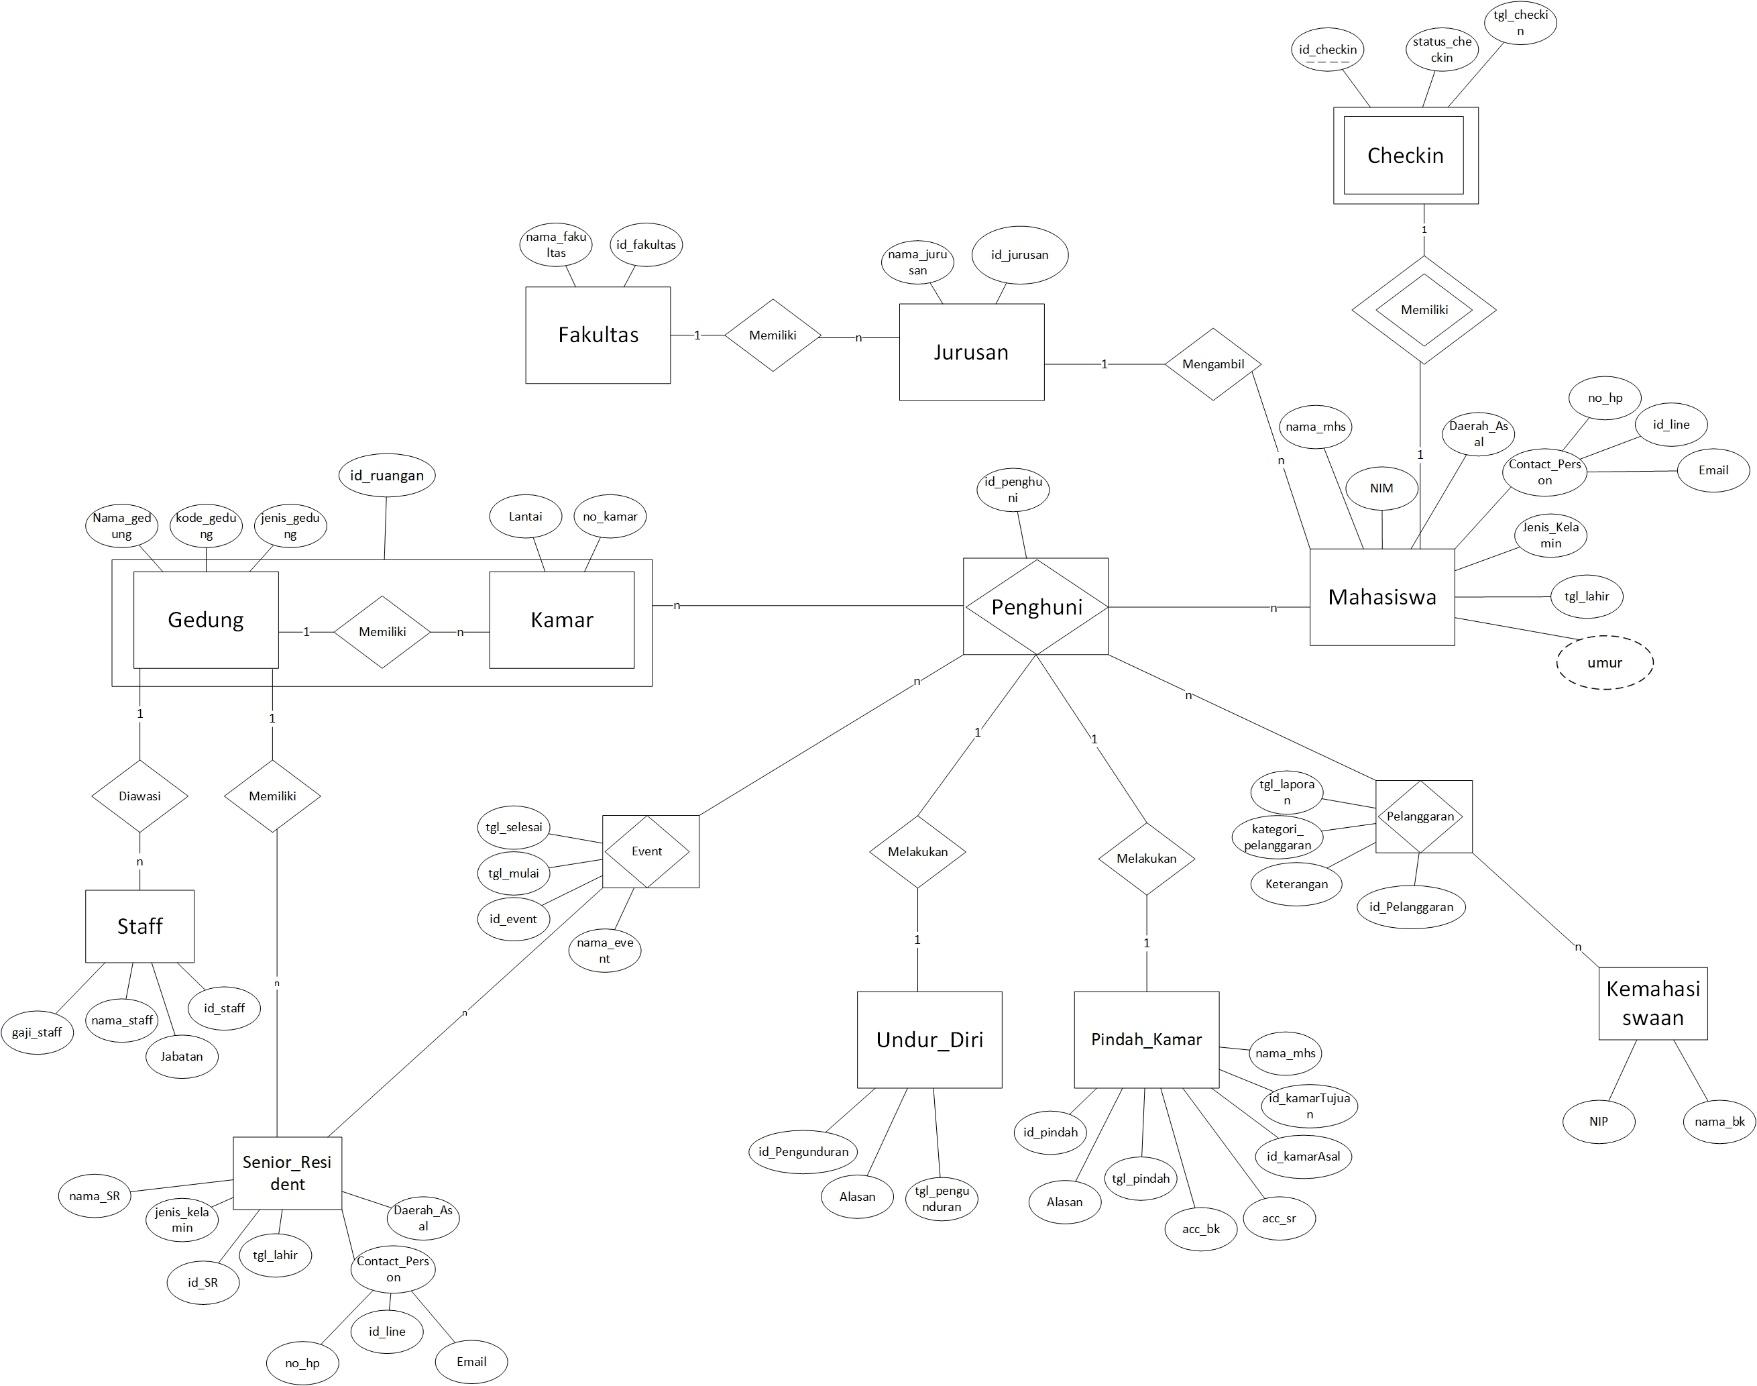 tgl_checki
n
id_checkin
status_che
ckin
Checkin
1
Memiliki
1
nama_faku
ltas
id_fakultas
Fakultas
1
Memiliki
n
nama_juru
san
id_jurusan
Jurusan
1
Mengambil
n
nama_mhs
NIM
Daerah_As
al
no_hp
id_line
Contact_Pers
on
Email
Jenis_Kela
min
tgl_lahir
umur
Mahasiswa
id_ruangan
Nama_ged
ung
kode_gedu
ng
jenis_gedu
ng
Lantai
no_kamar
Gedung
1
Memiliki
n
Kamar
n
id_penghu
ni
Penghuni
n
1
1
n
1
1
n
Diawasi
Memiliki
n
n
Staff
gaji_staff
nama_staff
Jabatan
id_staff
tgl_selesai
tgl_mulai
id_event
nama_eve
nt
Event
n
Melakukan
1
Undur_Diri
id_Pengunduran
Alasan
tgl_pengu
nduran
Melakukan
1
Pindah_Kamar
nama_mhs
id_kamarTujua
n
id_kamarAsal
id_pindah
Alasan
tgl_pindah
acc_bk
acc_sr
tgl_lapora
n
kategori_
pelanggaran
Keterangan
id_Pelanggaran
Pelanggaran
n
Kemahasi
swaan
NIP
nama_bk
Senior_Resi
dent
nama_SR
jenis_kela
min
id_SR
tgl_lahir
Daerah_As
al
Contact_Pers
on
no_hp
id_line
Email